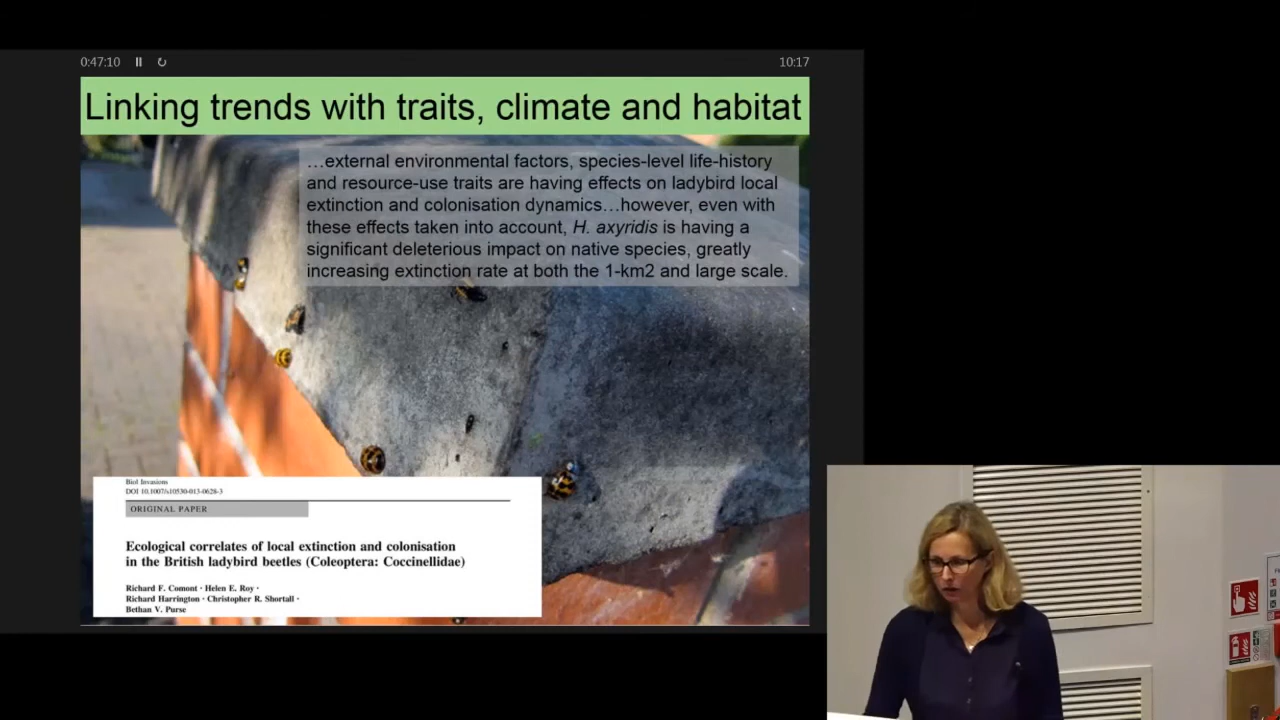 0:47:10
10:17
Linking trends with traits, climate and habitat
…external environmental factors, species-level life-history
and resource-use traits are having effects on ladybird local
extinction and colonisation dynamics…however, even with
these effects taken into account, H. axyridis is having a
significant deleterious impact on native species, greatly
increasing extinction rate at both the 1-km2 and large scale.
Biol Invasions
DOI 10.1007/s10530-013-0628-3
ORIGINAL PAPER
Ecological correlates of local extinction and colonisation
in the British ladybird beetles (Coleoptera: Coccinellidae)
Richard F. Comont · Helen E. Roy ·
Richard Harrington · Christopher R. Shortall ·
Bethan V. Purse